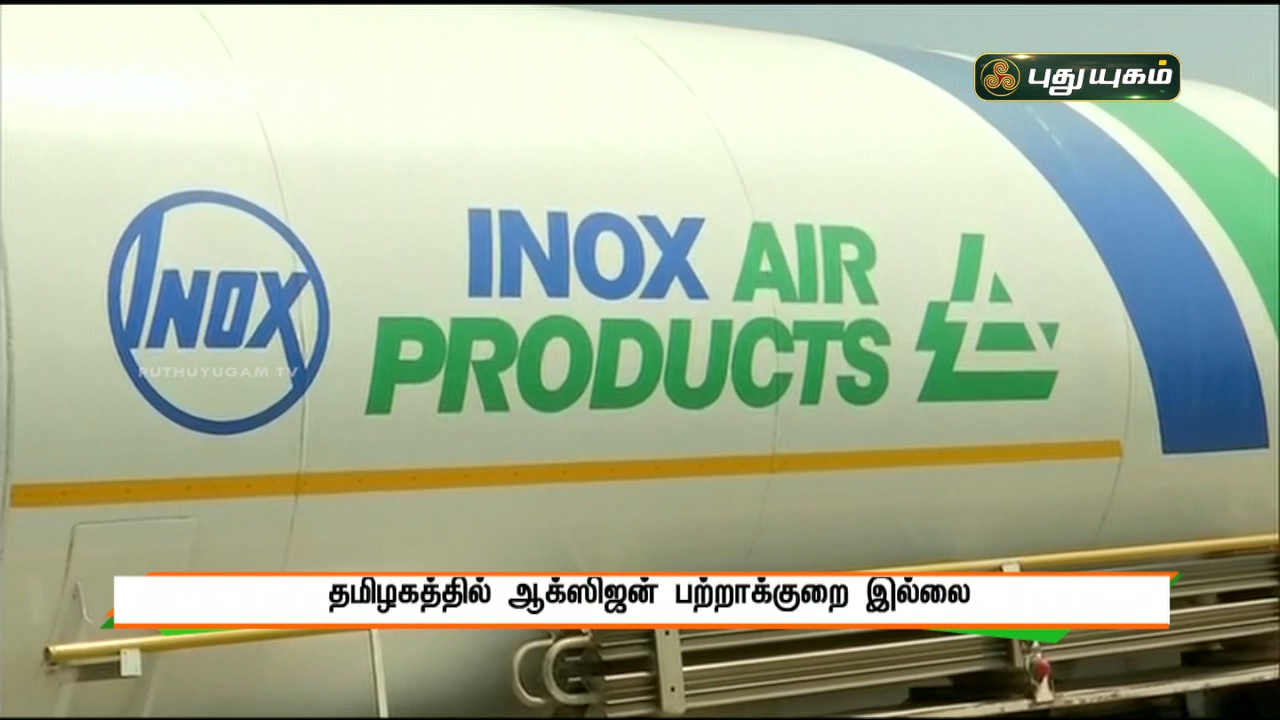 புதுயுகம்
INOX
INOX AIR
PRODUCTS
PUTHUYUGAM TV
தமிழகத்தில் ஆக்ஸிஜன் பற்றாக்குறை இல்லை